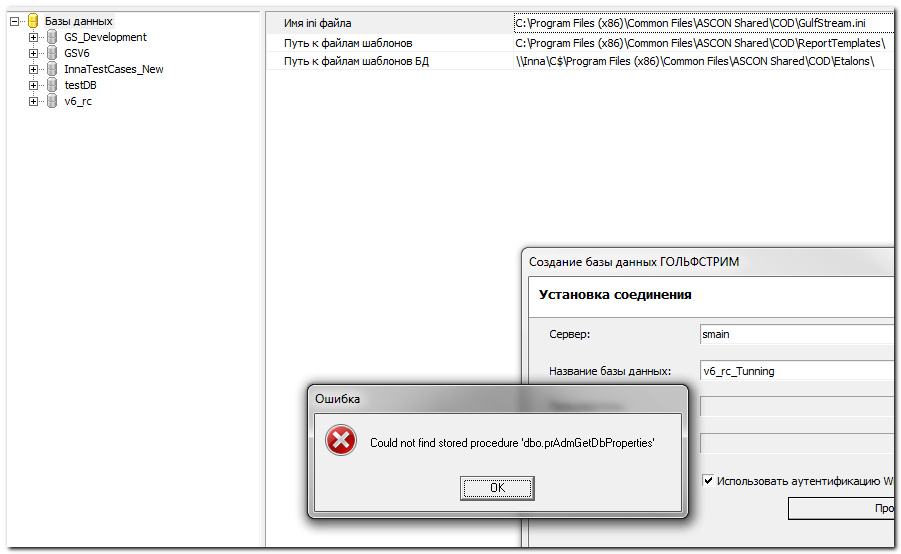 Базы данных
GS_Development
GSV6
InnaTestCases_New
testDB
v6_rc
Имя ini файла C:\Program Files (x86)\Common Files\ASCON Shared\COD\GulfStream.ini
Путь к файлам шаблонов C:\Program Files (x86)\Common Files\ASCON Shared\COD\ReportTemplates\
Путь к файлам шаблонов БД \\Inna\C$\Program Files (x86)\Common Files\ASCON Shared\COD\Etalons\
Создание базы данных ГОЛЬФСТРИМ
Установка соединения
Сервер: smain
Название базы данных: v6_rc_Tunning
Ошибка
Could not find stored procedure 'dbo.prAdmGetDbProperties'
OK
Использовать аутентификацию W
Про